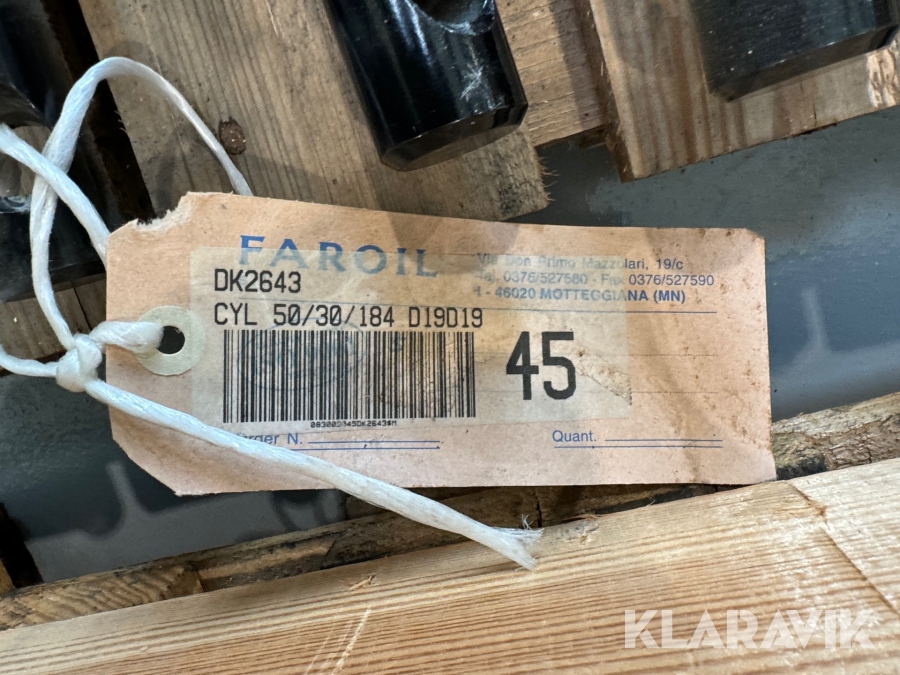 FAROIL
Via Don Primo Mazzolari, 19/c
Tel. 0376/527580 - Fax 0376/527590
I - 46020 MOTTEGGIANA (MN)
DK2643
CYL 50/30/184 D19D19
45
Order N.
Quant.
KLARAVIK